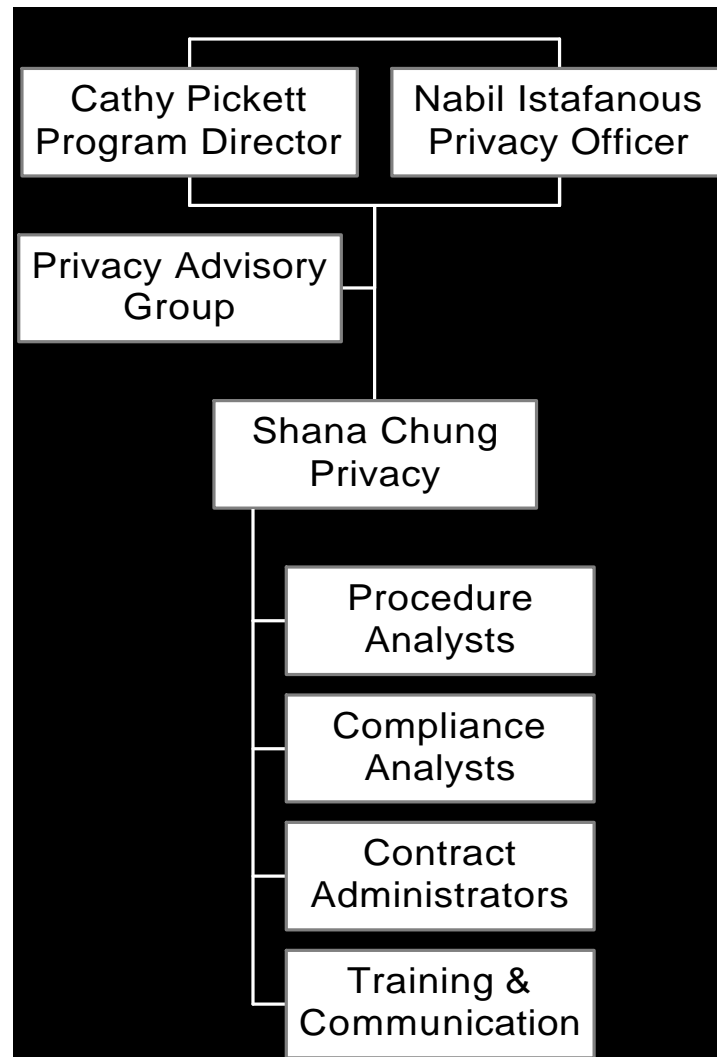 Cathy Pickett
Program Director
Nabil Istafanous
Privacy Officer
Privacy Advisory
Group
Shana Chung
Privacy
Procedure
Analysts
Compliance
Analysts
Contract
Administrators
Training &
Communication